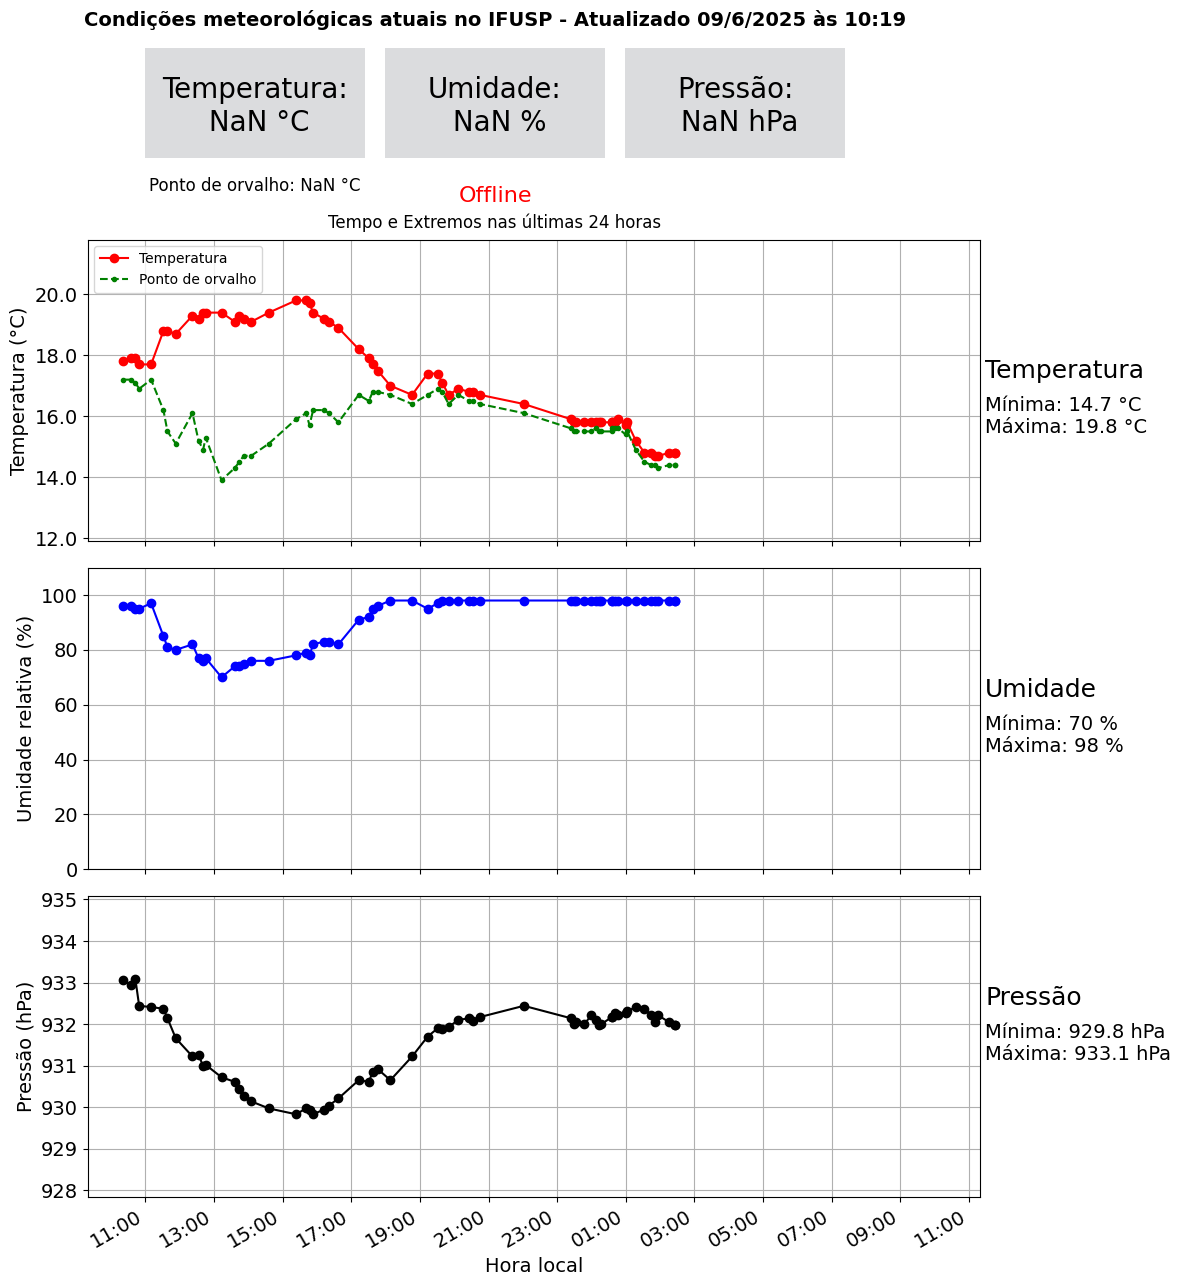 Condições meteorológicas atuais no IFUSP - Atualizado 09/6/2025 às 10:19
Temperatura:
NaN °C
Umidade:
NaN %
Pressão:
NaN hPa
Ponto de orvalho: NaN °C
Offline
Tempo e Extremos nas últimas 24 horas
Temperatura
Ponto de orvalho
Temperatura (°C)
20.0
18.0
16.0
14.0
12.0
Temperatura
Mínima: 14.7 °C
Máxima: 19.8 °C
Umidade relativa (%)
100
80
60
40
20
0
Umidade
Mínima: 70 %
Máxima: 98 %
Pressão (hPa)
935
934
933
932
931
930
929
928
Pressão
Mínima: 929.8 hPa
Máxima: 933.1 hPa
11:00 13:00 15:00 17:00 19:00 21:00 23:00 01:00 03:00 05:00 07:00 09:00 11:00
Hora local